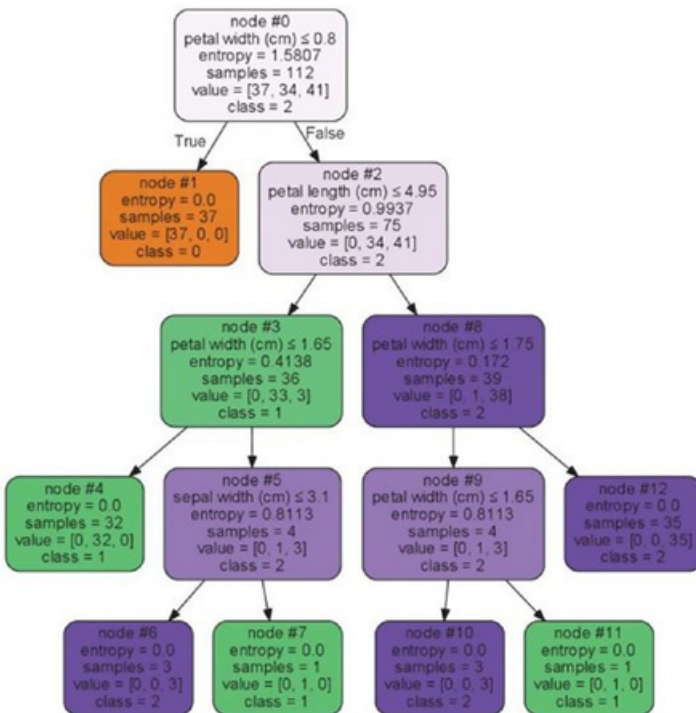 node #0
petal width (cm) ≤ 0.8
entropy = 1.5807
samples = 112
value = [37, 34, 41]
class = 2
True
False
node #1
entropy = 0.0
samples = 37
value = [37, 0, 0]
class = 0
node #2
petal length (cm) ≤ 4.95
entropy = 0.9937
samples = 75
value = [0, 34, 41]
class = 2
node #3
petal width (cm) ≤ 1.65
entropy = 0.4138
samples = 36
value = [0, 33, 3]
class = 1
node #8
petal width (cm) ≤ 1.75
entropy = 0.172
samples = 39
value = [0, 1, 38]
class = 2
node #4
entropy = 0.0
samples = 32
value = [0, 32, 0]
class = 1
node #5
sepal width (cm) ≤ 3.1
entropy = 0.8113
samples = 4
value = [0, 1, 3]
class = 2
node #9
petal width (cm) ≤ 1.65
entropy = 0.8113
samples = 4
value = [0, 1, 3]
class = 2
node #12
entropy = 0.0
samples = 35
value = [0, 0, 35]
class = 2
node #6
entropy = 0.0
samples = 3
value = [0, 0, 3]
class = 2
node #7
entropy = 0.0
samples = 1
value = [0, 1, 0]
class = 1
node #10
entropy = 0.0
samples = 3
value = [0, 0, 3]
class = 2
node #11
entropy = 0.0
samples = 1
value = [0, 1, 0]
class = 1